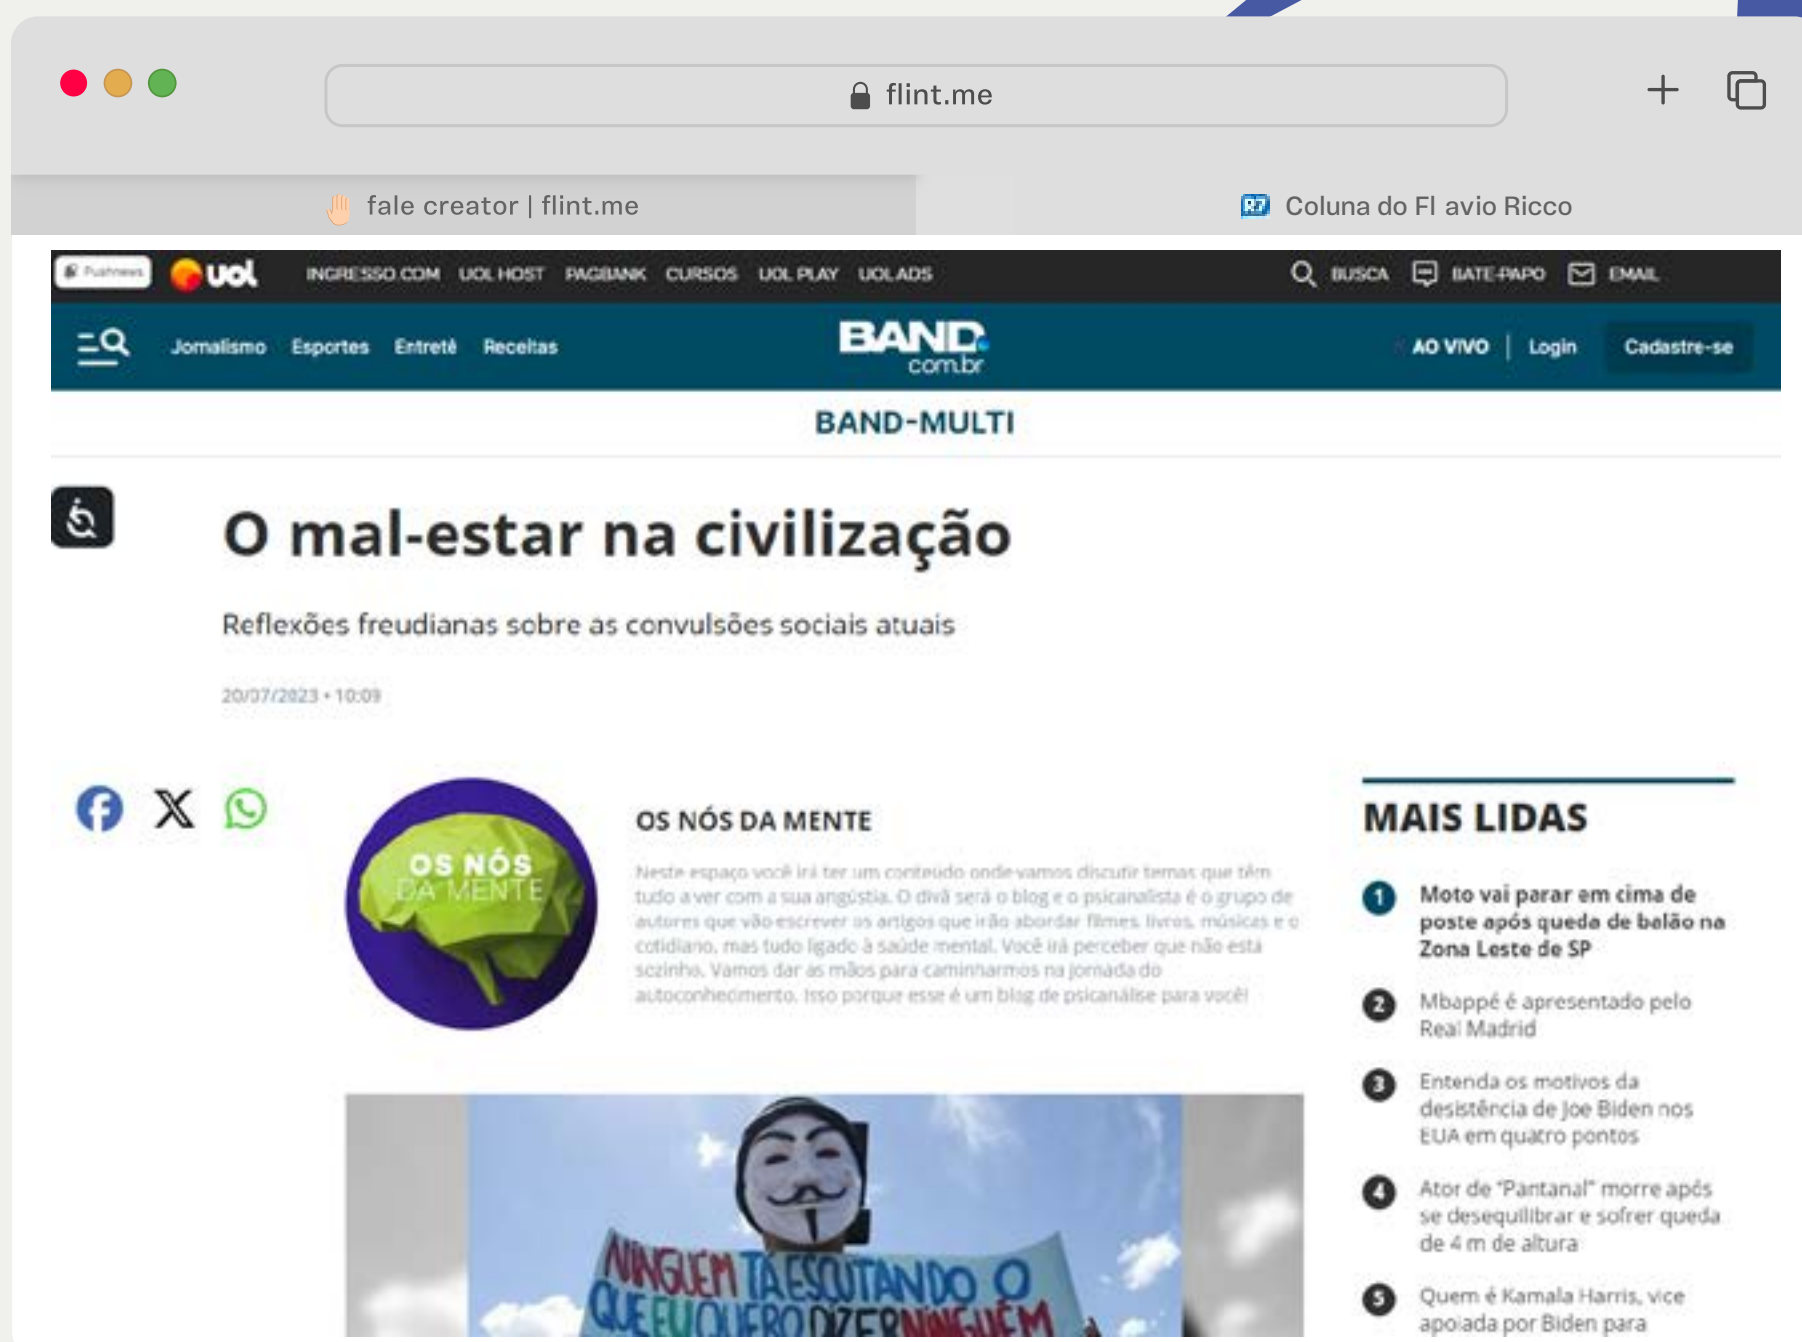 flint.me
fale creator | flint.me
R7 Coluna do Fl avio Ricco
Pushnews uol INGRESSO.COM UOL HOST PAGBANK CURSOS UOL PLAY UOL ADS BUSCA BATE-PAPO EMAIL
Jornalismo Esportes Entretê Receitas BAND.com.br AO VIVO | Login Cadastre-se
BAND-MULTI
O mal-estar na civilização
Reflexões freudianas sobre as convulsões sociais atuais
20/07/2023 • 10:09
OS NÓS
DA MENTE
OS NÓS DA MENTE
Neste espaço você irá ter um conteúdo onde vamos discutir temas que têm
tudo a ver com a sua angústia. O divã será o blog e o psicanalista é o grupo de
autores que vão escrever os artigos que irão abordar filmes, livros, músicas e o
cotidiano, mas tudo ligado à saúde mental. Você irá perceber que não está
sozinho. Vamos dar as mãos para caminharmos na jornada do
autoconhecimento. Isso porque esse é um blog de psicanálise para você!
NINGUÉM TÁ ESCUTANDO O
QUE EU QUERO DIZER NINGUÉM
MAIS LIDAS
1 Moto vai parar em cima de
poste após queda de balão na
Zona Leste de SP
2 Mbappé é apresentado pelo
Real Madrid
3 Entenda os motivos da
desistência de Joe Biden nos
EUA em quatro pontos
4 Ator de "Pantanal" morre após
se desequilibrar e sofrer queda
de 4 m de altura
5 Quem é Kamala Harris, vice
apoiada por Biden para